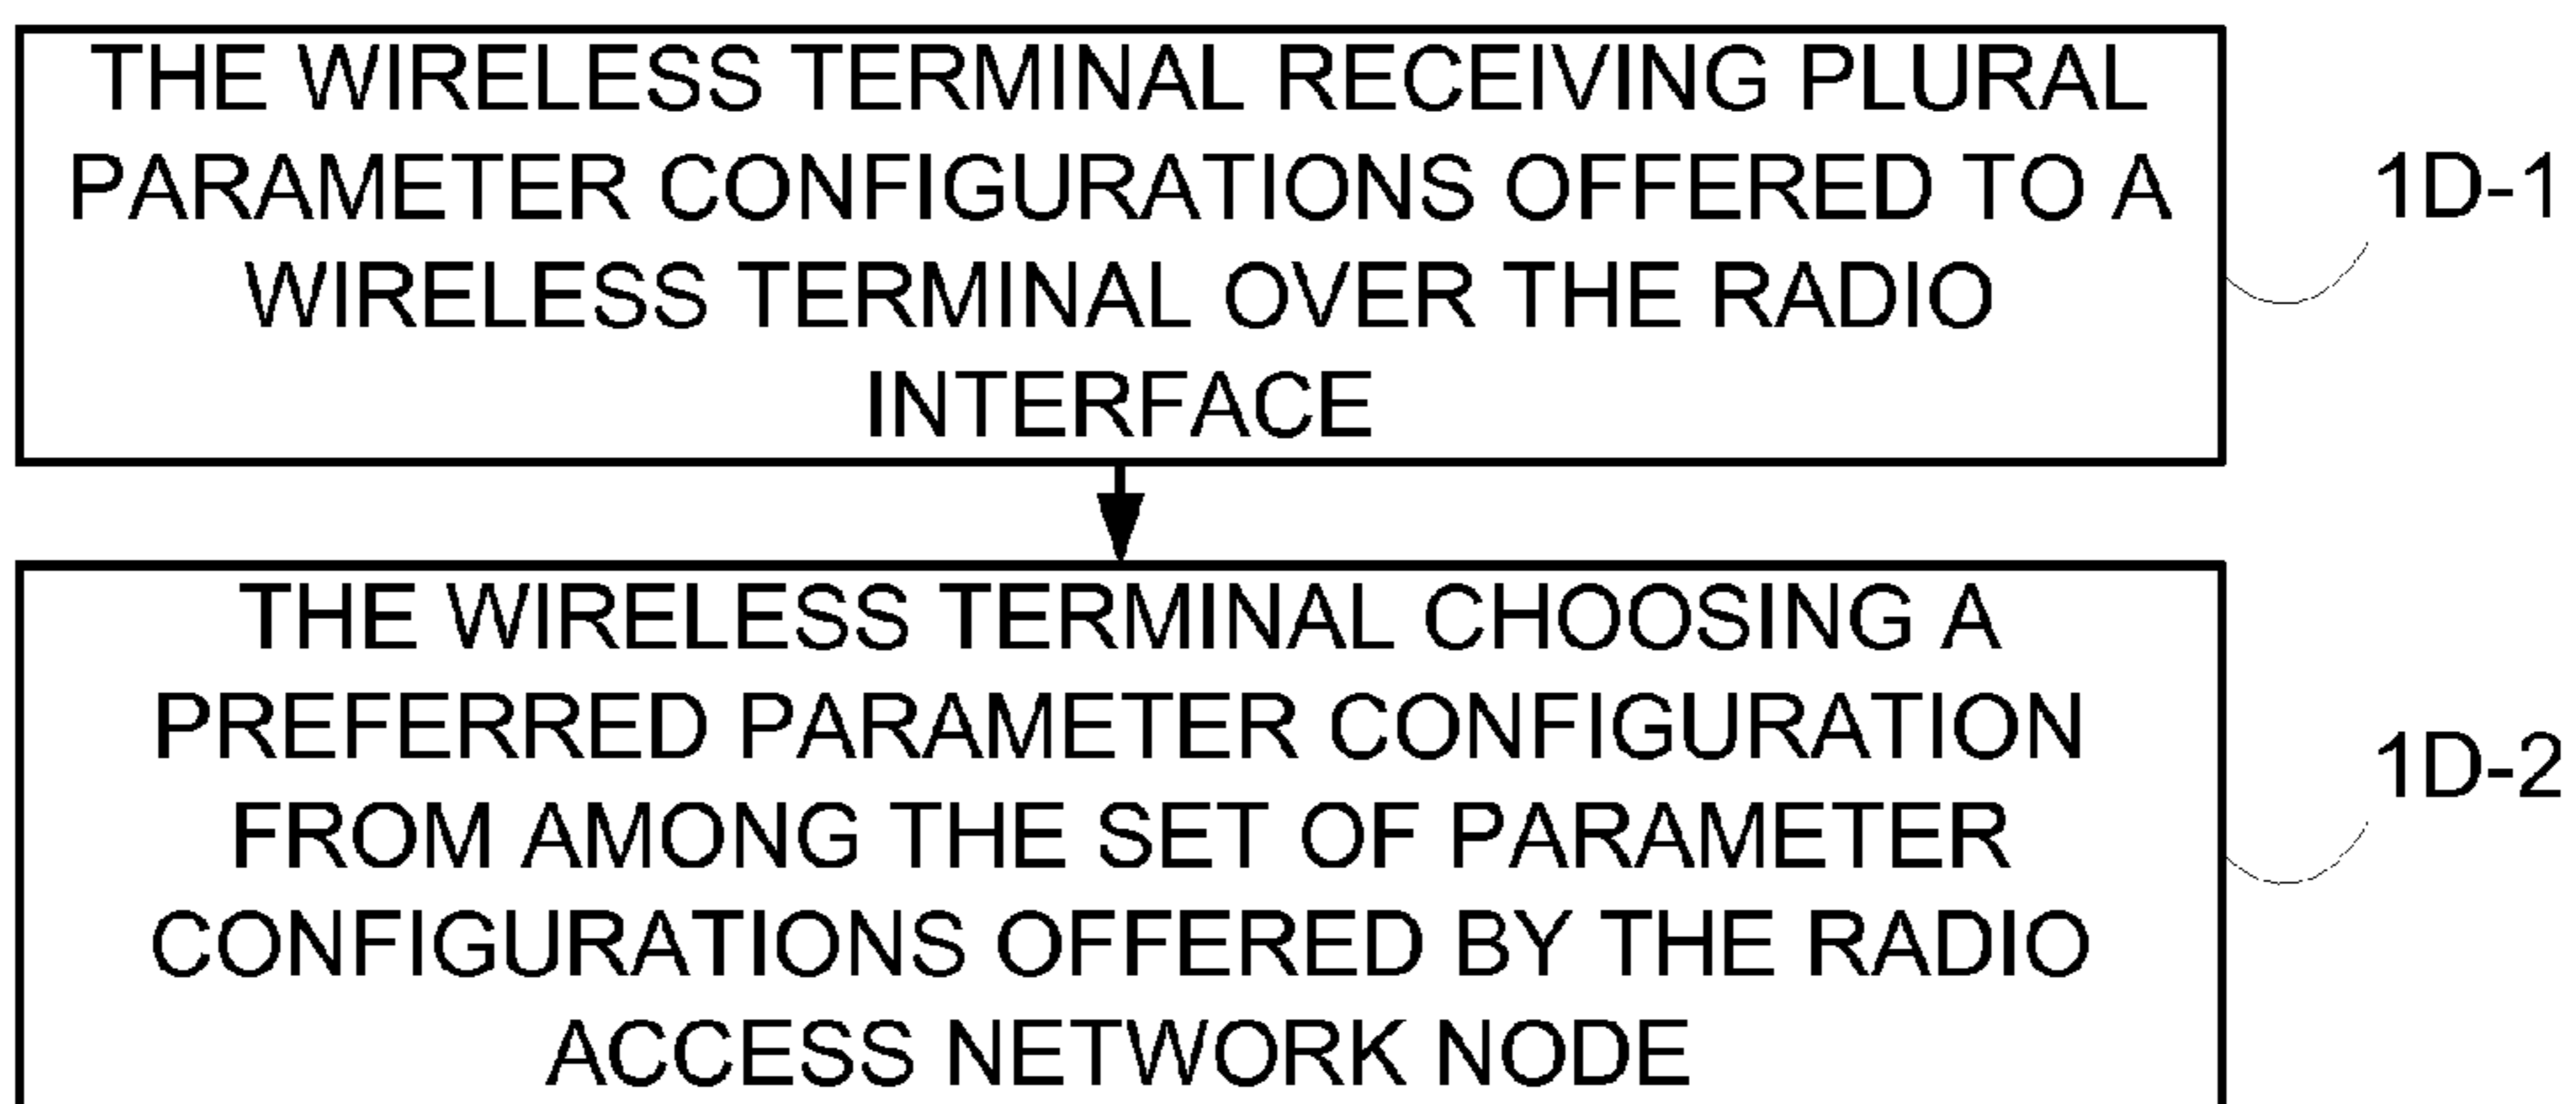 THE WIRELESS TERMINAL RECEIVING PLURAL
PARAMETER CONFIGURATIONS OFFERED TO A
WIRELESS TERMINAL OVER THE RADIO
INTERFACE
1D-1
THE WIRELESS TERMINAL CHOOSING A
PREFERRED PARAMETER CONFIGURATION
FROM AMONG THE SET OF PARAMETER
CONFIGURATIONS OFFERED BY THE RADIO
ACCESS NETWORK NODE
1D-2